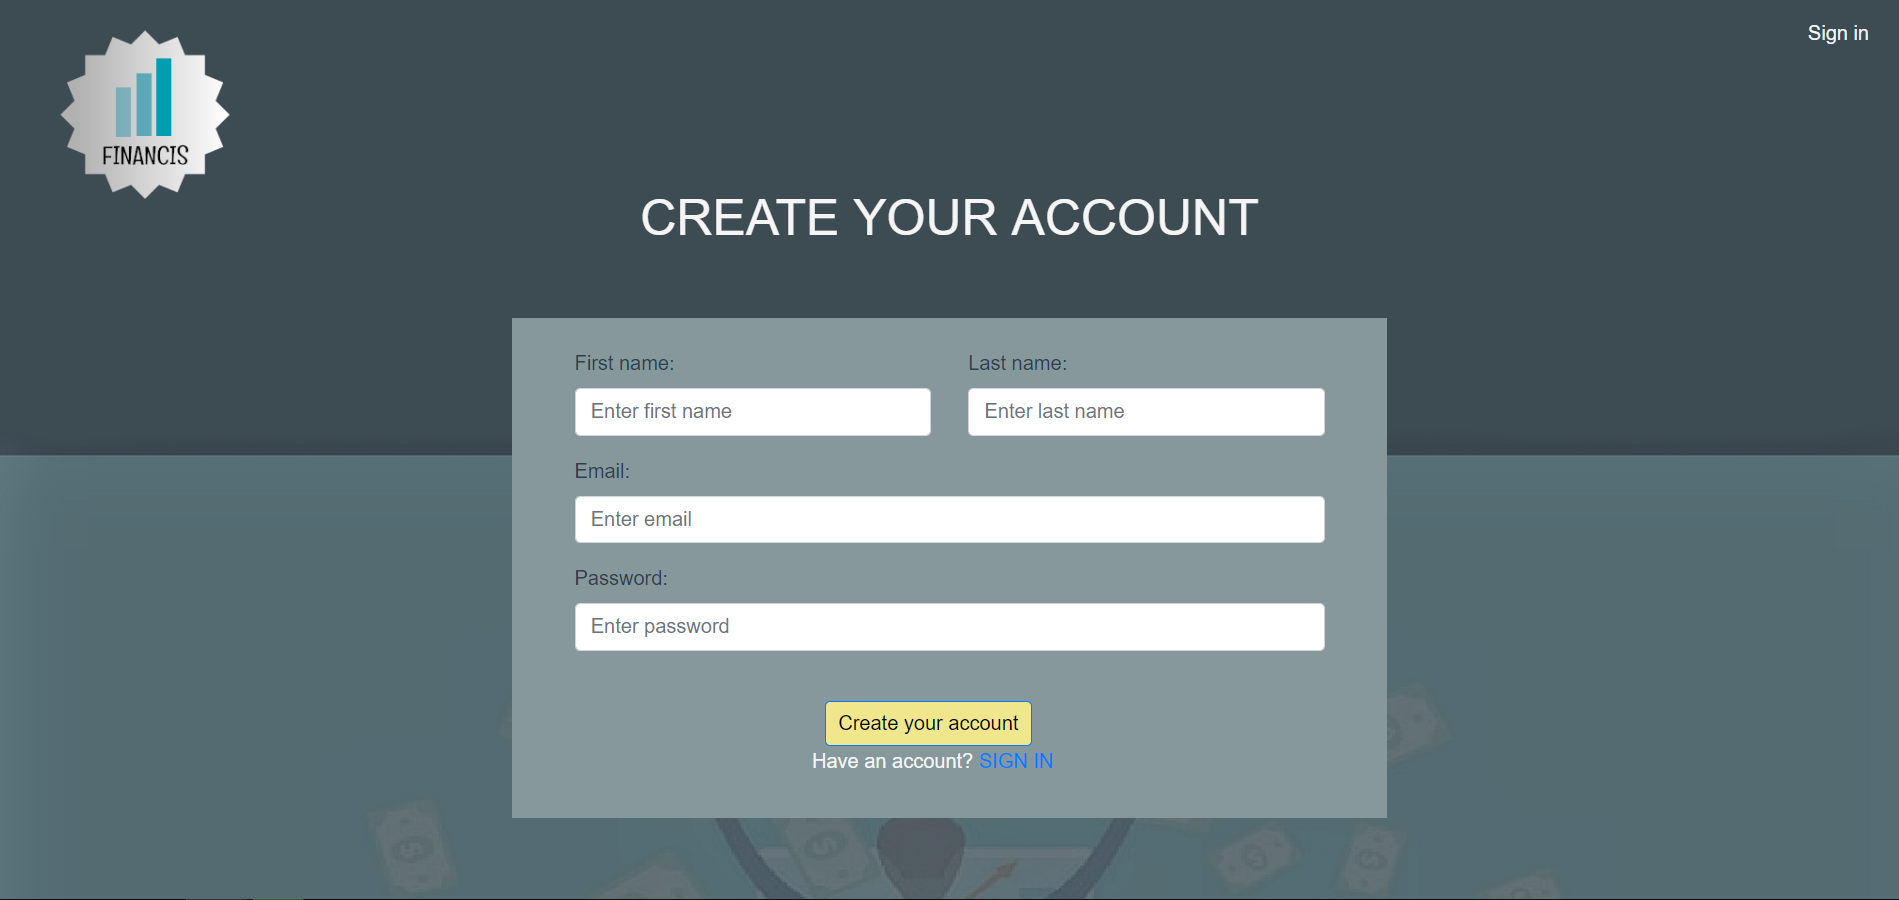 Sign in
FINANCIS
CREATE YOUR ACCOUNT
First name:
Last name:
Enter first name
Enter last name
Email:
Enter email
Password:
Enter password
Create your account
Have an account? SIGN IN